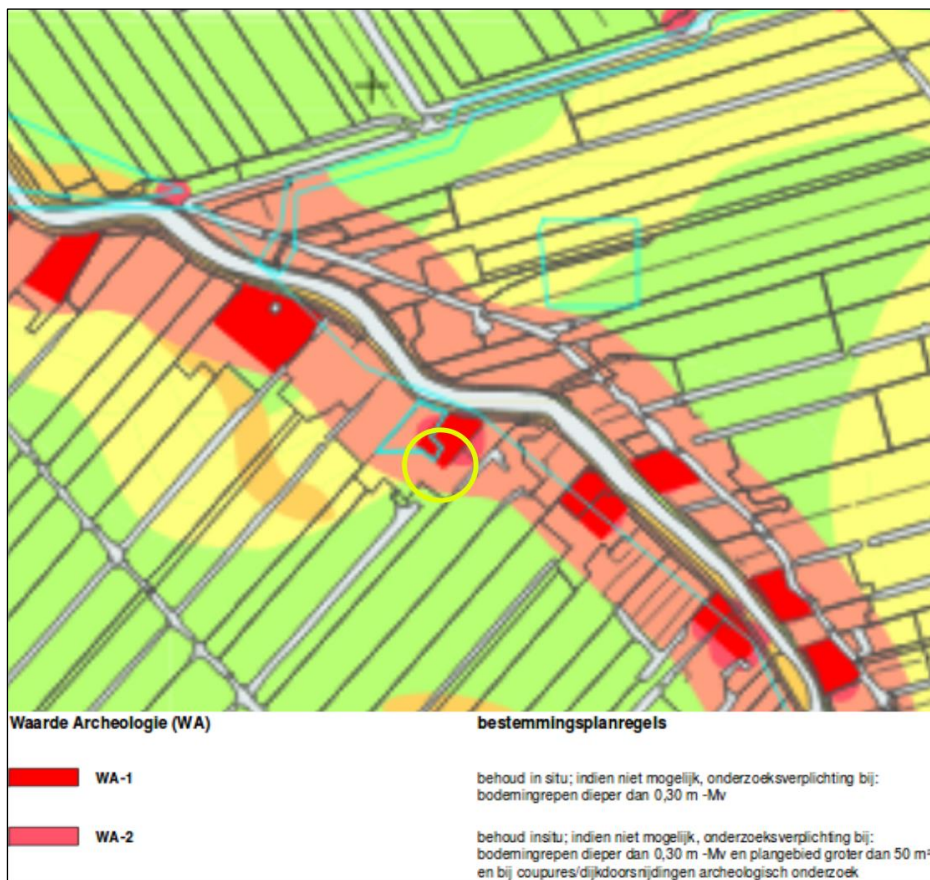 Waarde Archeologie (WA)
bestemmingsplanregels
WA-1
behoud in situ; indien niet mogelijk, onderzoeksverplichting bij:
bodemingrepen dieper dan 0,30 m -Mv
WA-2
behoud insitu; indien niet mogelijk, onderzoeksverplichting bij:
bodemingrepen dieper dan 0,30 m -Mv en plangebied groter dan 50 m²
en bij coupures/dijkdoorsnijdingen archeologisch onderzoek